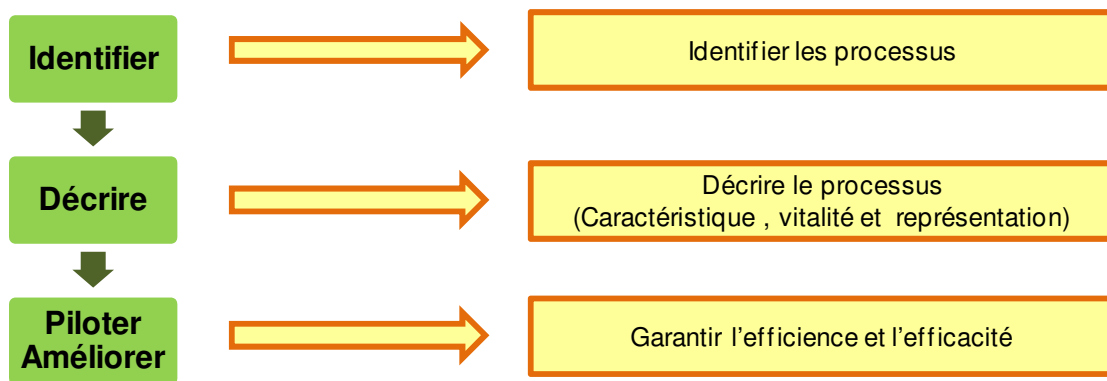 Identifier
Identifier les processus
Décrire
Décrire le processus
(Caractéristique , vitalité et représentation)
Piloter
Améliorer
Garantir l'efficience et l'efficacité